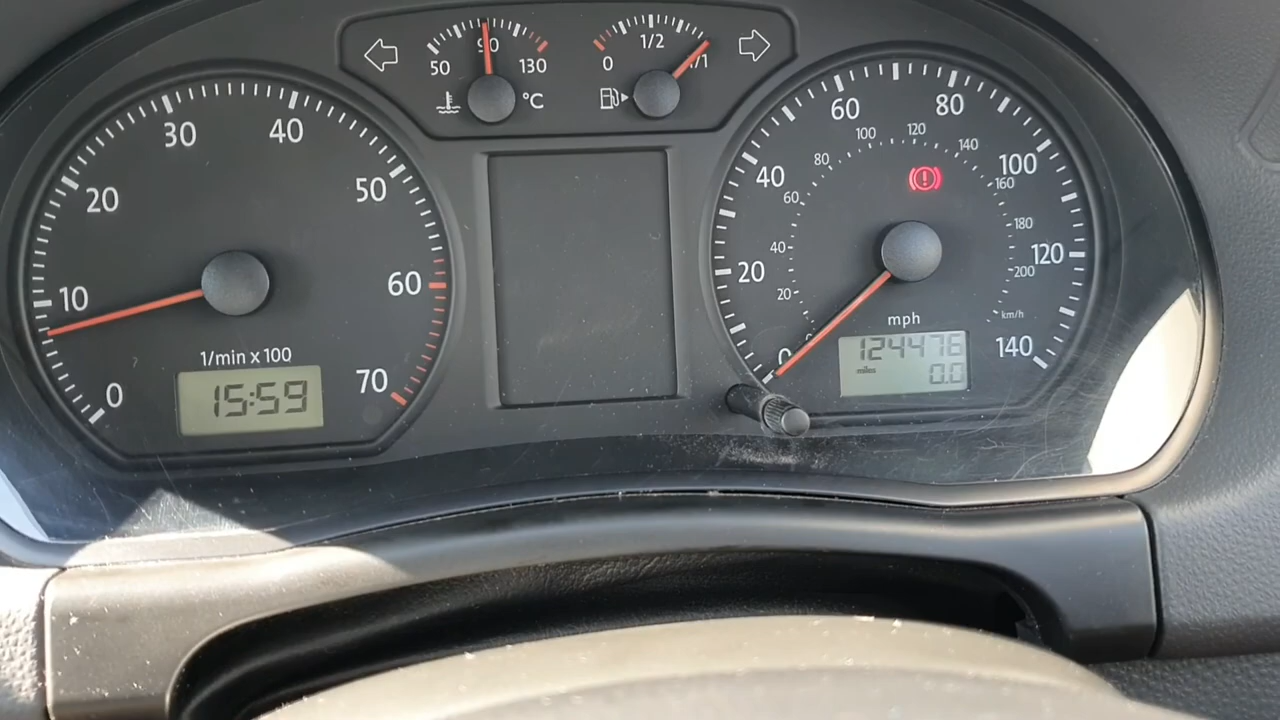 50 90 130
°C
0 1/2 1/1
0 10 20 30 40 50 60 70
1/min x 100
15:59
0 20 40 60 80 100 120 140
20 40 60 80 100 120 140 160 180 200
km/h
mph
124476
miles
0.0